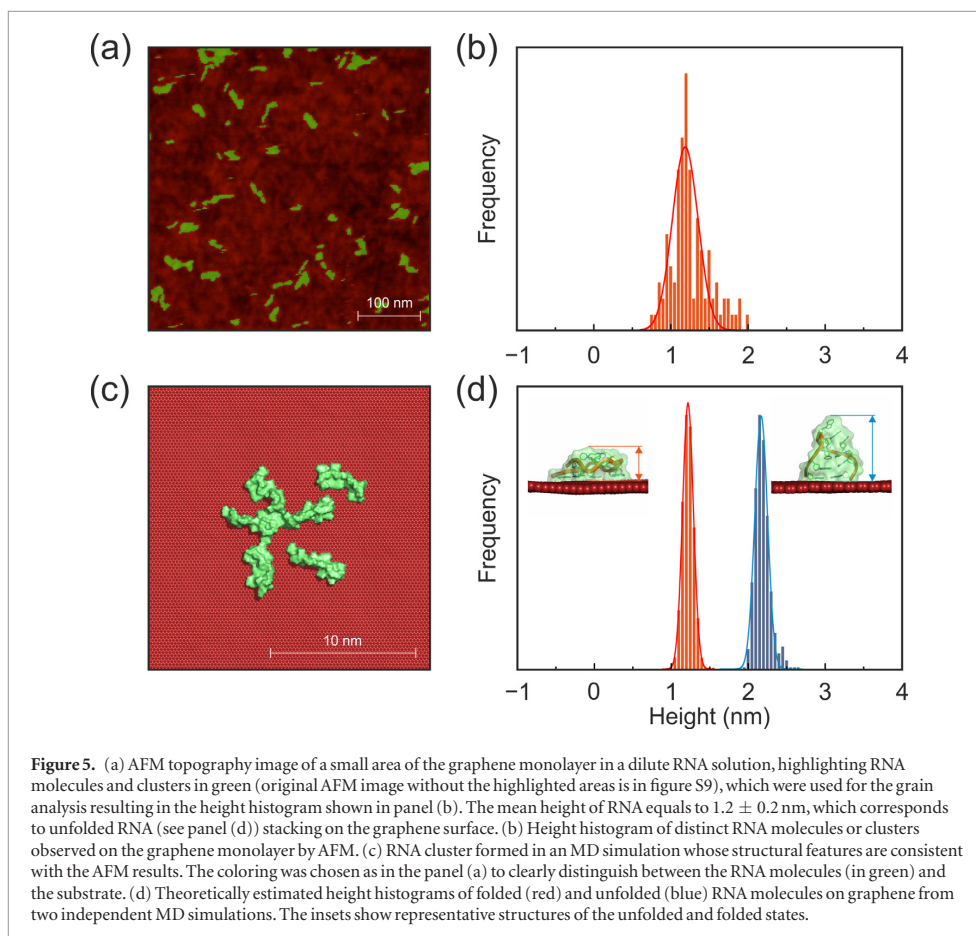 (a)
100 nm
(b)
Frequency
−1 0 1 2 3 4
(c)
10 nm
(d)
Frequency
−1 0 1 2 3 4
Height (nm)
Figure 5. (a) AFM topography image of a small area of the graphene monolayer in a dilute RNA solution, highlighting RNA
molecules and clusters in green (original AFM image without the highlighted areas is in figure S9), which were used for the grain
analysis resulting in the height histogram shown in panel (b). The mean height of RNA equals to 1.2 ± 0.2 nm, which corresponds
to unfolded RNA (see panel (d)) stacking on the graphene surface. (b) Height histogram of distinct RNA molecules or clusters
observed on the graphene monolayer by AFM. (c) RNA cluster formed in an MD simulation whose structural features are consistent
with the AFM results. The coloring was chosen as in the panel (a) to clearly distinguish between the RNA molecules (in green) and
the substrate. (d) Theoretically estimated height histograms of folded (red) and unfolded (blue) RNA molecules on graphene from
two independent MD simulations. The insets show representative structures of the unfolded and folded states.